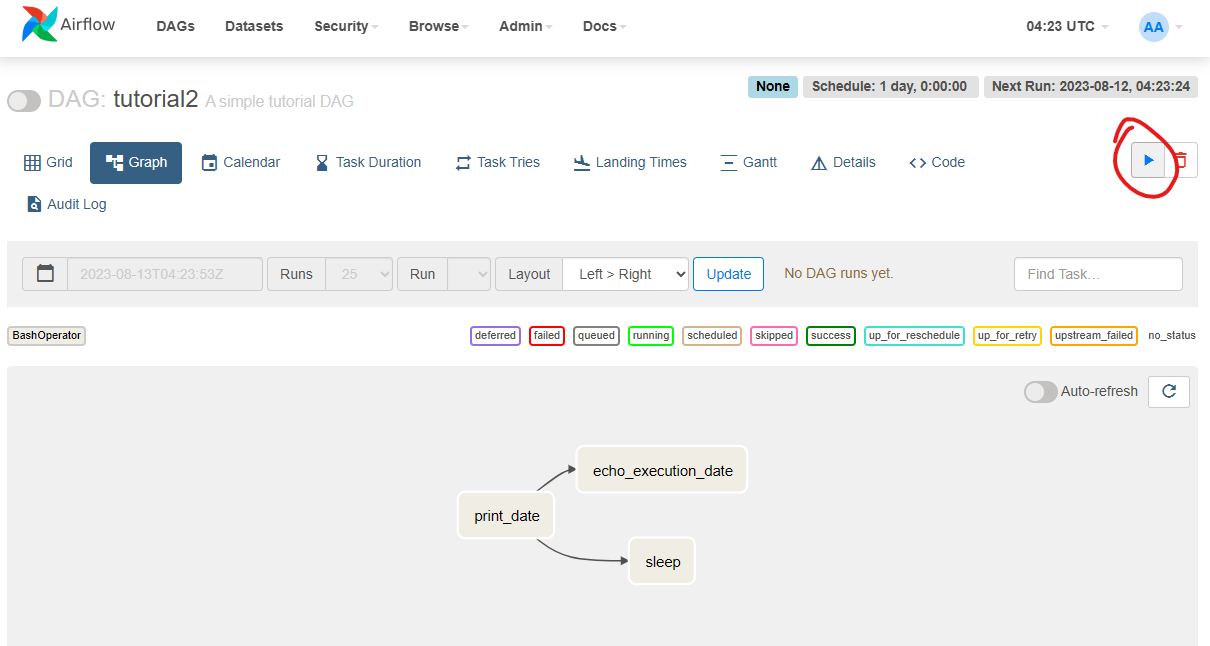 Airflow DAGs Datasets Security Browse Admin Docs 04:23 UTC AA
DAG: tutorial2 A simple tutorial DAG None Schedule: 1 day, 0:00:00 Next Run: 2023-08-12, 04:23:24
Grid Graph Calendar Task Duration Task Tries Landing Times Gantt Details <> Code
Audit Log
2023-08-13T04:23:53Z Runs 25 Run Layout Left > Right Update No DAG runs yet. Find Task...
BashOperator deferred failed queued running scheduled skipped success up_for_reschedule up_for_retry upstream_failed no_status
Auto-refresh
echo_execution_date
print_date
sleep